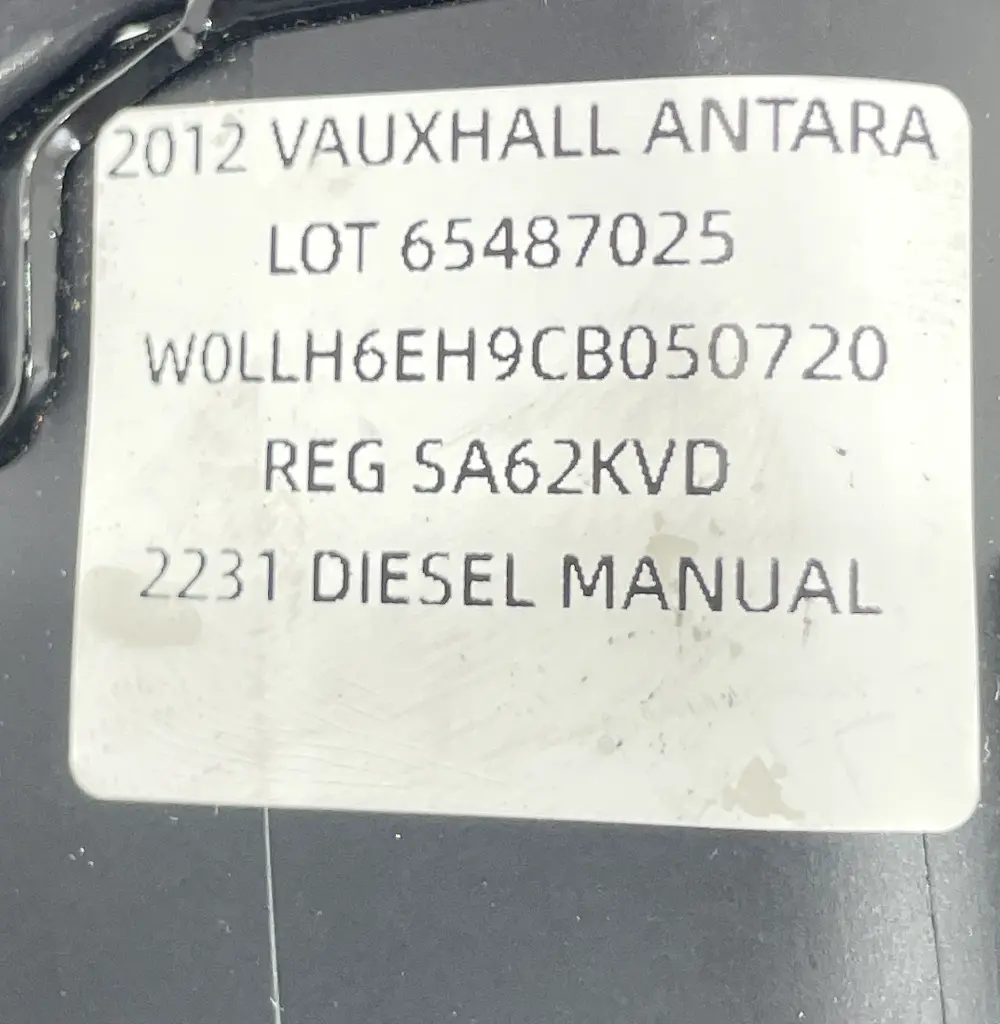 2012 VAUXHALL ANTARA
LOT 65487025
W0LLH6EH9CB050720
REG SA62KVD
2231 DIESEL MANUAL